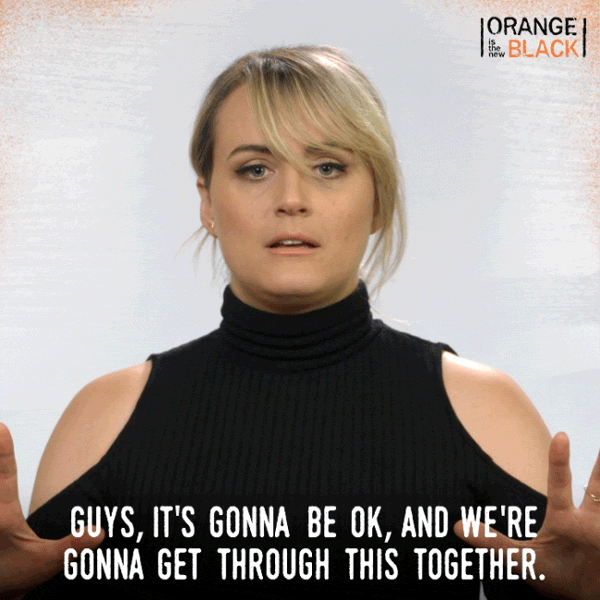 ORANGE
is the new BLACK
GUYS, IT'S GONNA BE OK, AND WE'RE
GONNA GET THROUGH THIS TOGETHER.